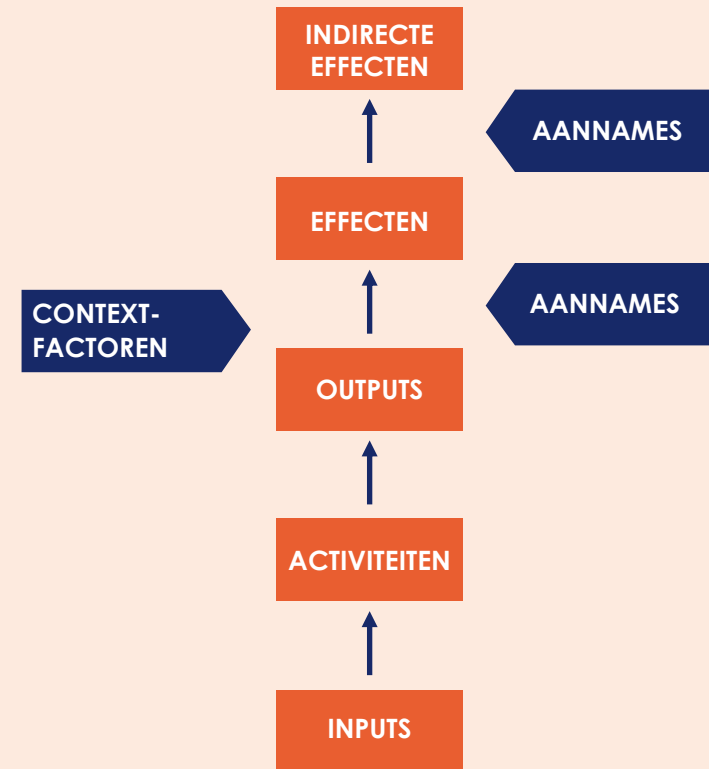 INDIRECTE
EFFECTEN
AANNAMES
EFFECTEN
AANNAMES
CONTEXT-
FACTOREN
OUTPUTS
ACTIVITEITEN
INPUTS